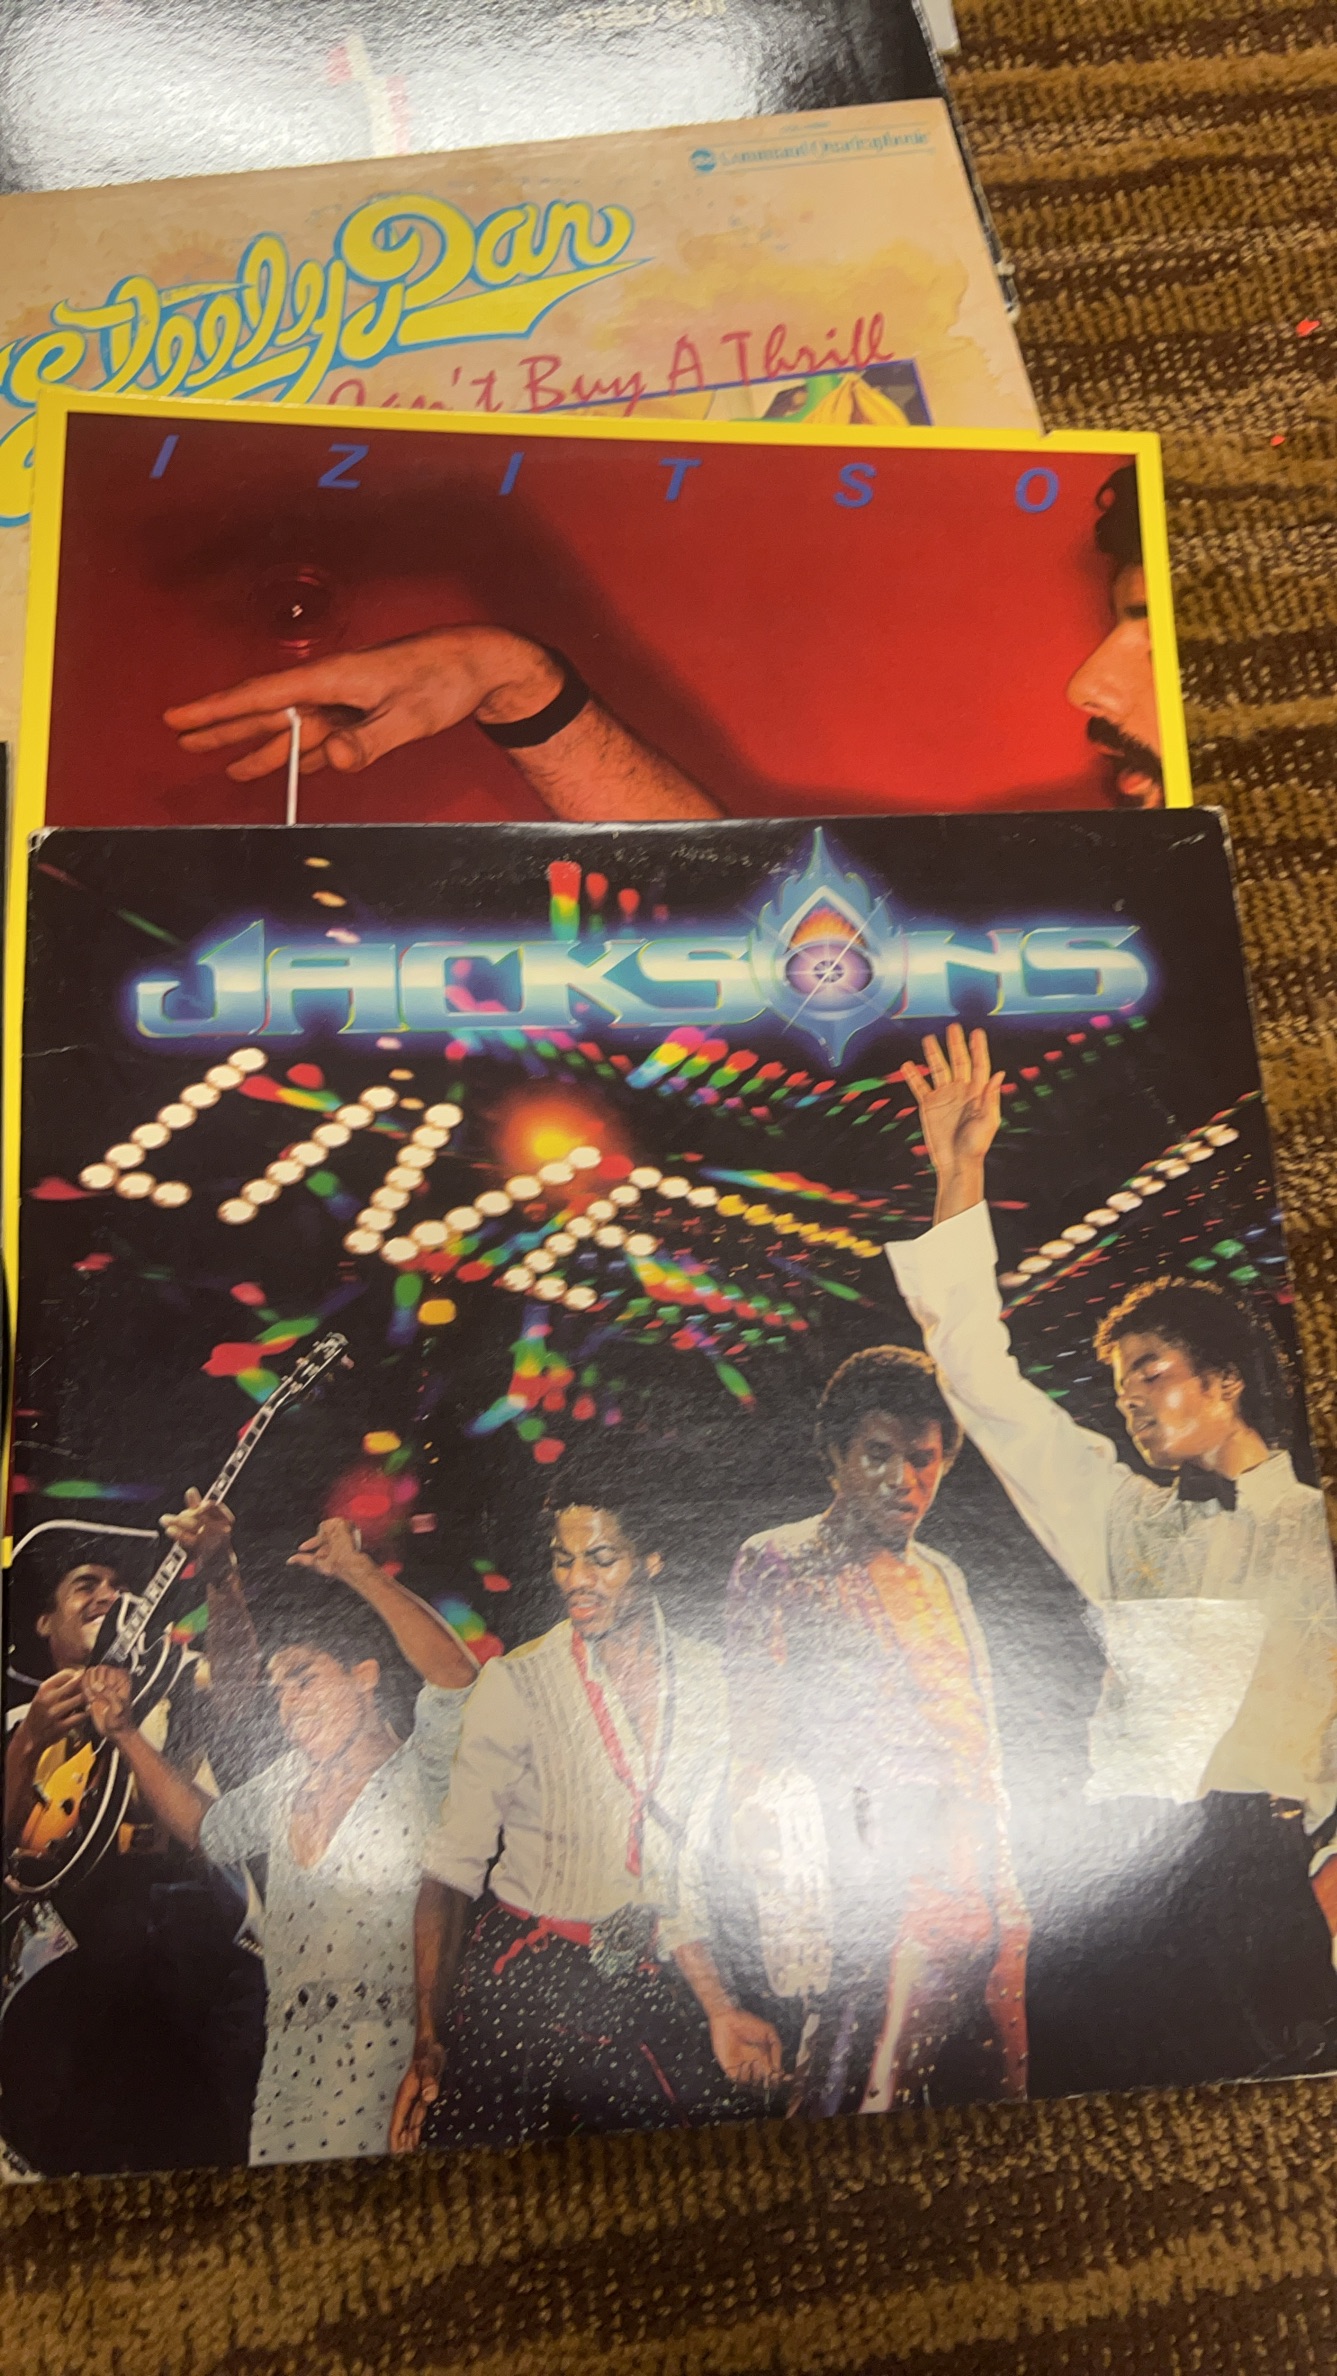 Command Quadraphonic
Steely Dan
Can't Buy A Thrill
IZITSO
JACKSONS
LIVE